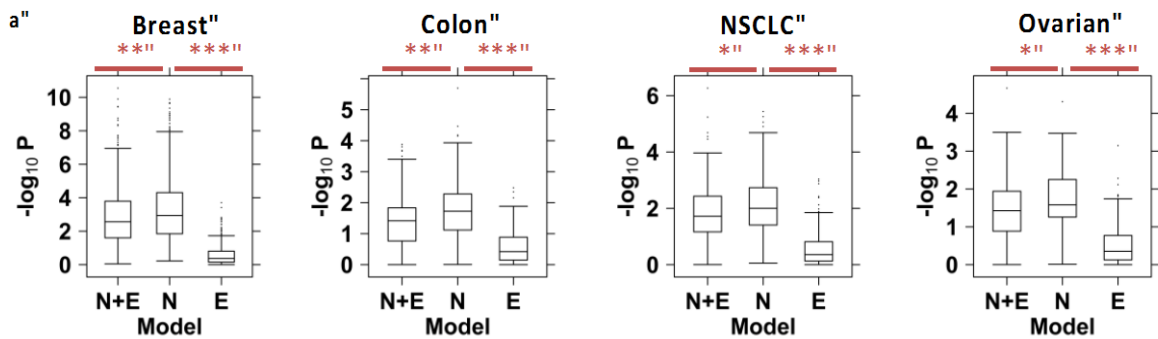 a"
Breast"
**" ***"
-log10 P
10
8
6
4
2
0
N+E N E
Model
Colon"
**" ***"
-log10 P
5
4
3
2
1
0
N+E N E
Model
NSCLC"
*" ***"
-log10 P
6
4
2
0
N+E N E
Model
Ovarian"
*" ***"
-log10 P
4
3
2
1
0
N+E N E
Model